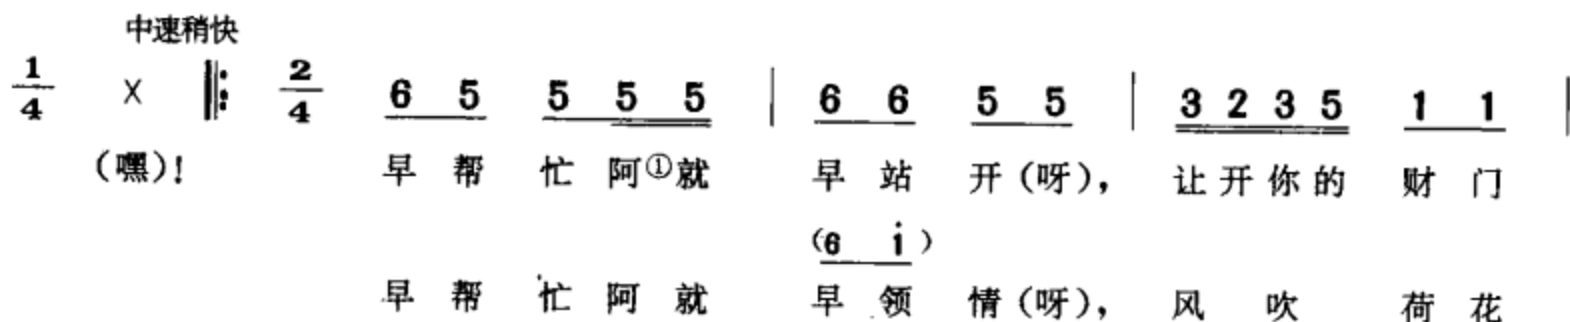 中速稍快
1/4 X ‖: 2/4 6 5 5 5 5 | 6 6 5 5 | 3 2 3 5 1 1 |
（嘿）！ 早 帮 忙 阿①就 早 站 开（呀）， 让 开 你 的 财 门
（6 i̇）
早 帮 忙 阿 就 早 领 情（呀）， 风 吹 荷 花